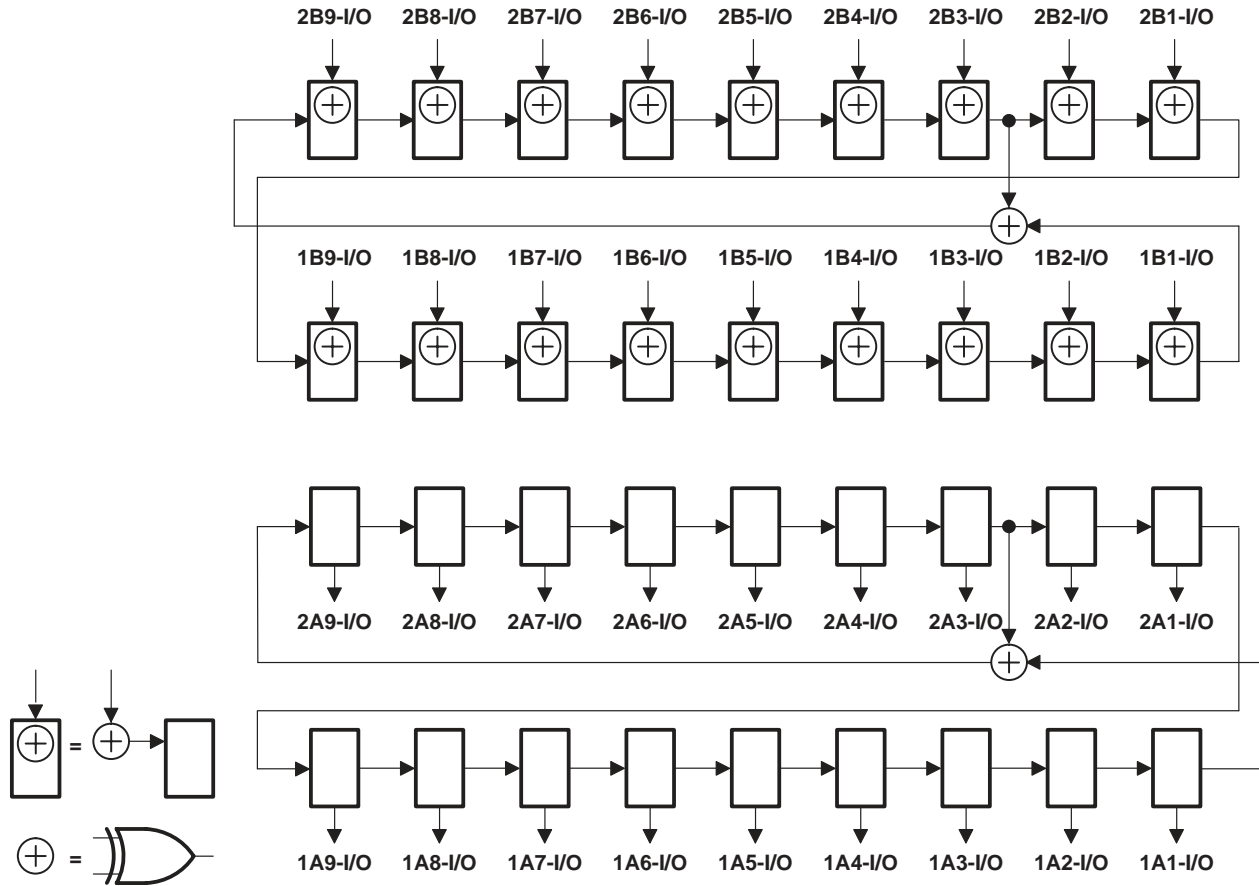 2B9-I/O 2B8-I/O 2B7-I/O 2B6-I/O 2B5-I/O 2B4-I/O 2B3-I/O 2B2-I/O 2B1-I/O
1B9-I/O 1B8-I/O 1B7-I/O 1B6-I/O 1B5-I/O 1B4-I/O 1B3-I/O 1B2-I/O 1B1-I/O
2A9-I/O 2A8-I/O 2A7-I/O 2A6-I/O 2A5-I/O 2A4-I/O 2A3-I/O 2A2-I/O 2A1-I/O
=
=
1A9-I/O 1A8-I/O 1A7-I/O 1A6-I/O 1A5-I/O 1A4-I/O 1A3-I/O 1A2-I/O 1A1-I/O